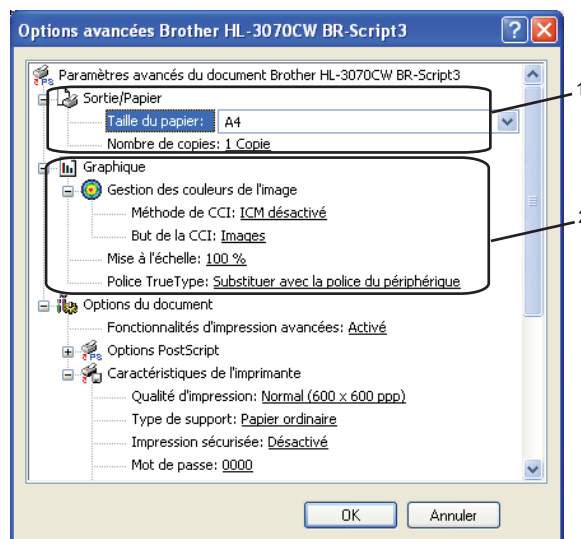 Options avancées Brother HL-3070CW BR-Script3
Paramètres avancés du document Brother HL-3070CW BR-Script3
Sortie/Papier
1
Taille du papier: A4
Nombre de copies: 1 Copie
Graphique
Gestion des couleurs de l'image
Méthode de CCI: ICM désactivé
2
But de la CCI: Images
Mise à l'échelle: 100 %
Police TrueType: Substituer avec la police du périphérique
Options du document
Fonctionnalités d'impression avancées: Activé
Options PostScript
Caractéristiques de l'imprimante
Qualité d'impression: Normal (600 x 600 ppp)
Type de support: Papier ordinaire
Impression sécurisée: Désactivé
Mot de passe: 0000
OK Annuler